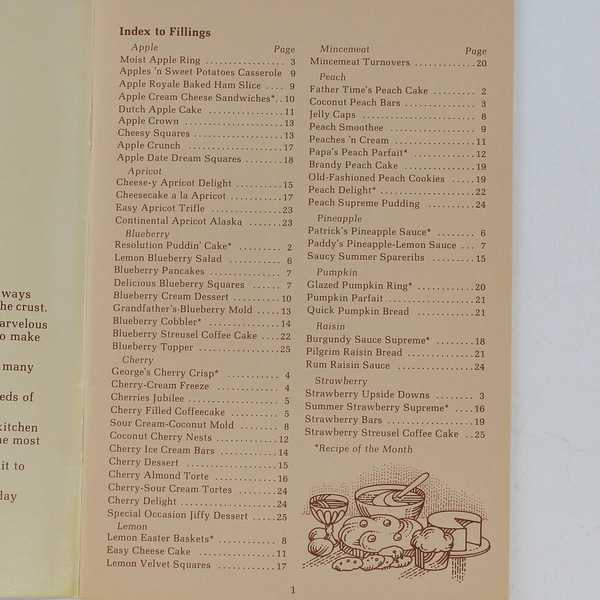 ways
he crust.
arvelous
o make
many
eds of
kitchen
he most
it to
day
Index to Fillings
Apple Page
Moist Apple Ring ................ 3
Apples 'n Sweet Potatoes Casserole 9
Apple Royale Baked Ham Slice .... 9
Apple Cream Cheese Sandwiches*.. 10
Dutch Apple Cake ............... 11
Apple Crown .................... 13
Cheesy Squares ................. 13
Apple Crunch ................... 17
Apple Date Dream Squares ....... 18
Apricot
Cheese-y Apricot Delight ......... 15
Cheesecake a la Apricot .......... 17
Easy Apricot Trifle .............. 23
Continental Apricot Alaska ....... 23
Blueberry
Resolution Puddin' Cake* ......... 2
Lemon Blueberry Salad ............ 6
Blueberry Pancakes ............... 7
Delicious Blueberry Squares ...... 7
Blueberry Cream Dessert .......... 10
Grandfather's-Blueberry Mold ..... 13
Blueberry Cobbler* ............... 14
Blueberry Streusel Coffee Cake .... 22
Blueberry Topper ................. 25
Cherry
George's Cherry Crisp* ........... 4
Cherry-Cream Freeze .............. 4
Cherries Jubilee ................. 5
Cherry Filled Coffeecake ......... 5
Sour Cream-Coconut Mold .......... 8
Coconut Cherry Nests ............. 12
Cherry Ice Cream Bars ............ 14
Cherry Dessert ................... 15
Cherry Almond Torte .............. 16
Cherry-Sour Cream Tortes ......... 24
Cherry Delight ................... 24
Special Occasion Jiffy Dessert ..... 25
Lemon
Lemon Easter Baskets* ............ 8
Easy Cheese Cake ................. 11
Lemon Velvet Squares ............. 17
Mincemeat Page
Mincemeat Turnovers ............. 20
Peach
Father Time's Peach Cake ......... 2
Coconut Peach Bars ............... 3
Jelly Caps ....................... 8
Peach Smoothee ................... 9
Peaches 'n Cream ................. 11
Papa's Peach Parfait* ............ 12
Brandy Peach Cake ................ 19
Old-Fashioned Peach Cookies ..... 19
Peach Delight* ................... 22
Peach Supreme Pudding ............ 24
Pineapple
Patrick's Pineapple Sauce* ....... 6
Paddy's Pineapple-Lemon Sauce ... 7
Saucy Summer Spareribs ........... 15
Pumpkin
Glazed Pumpkin Ring* ............. 20
Pumpkin Parfait .................. 21
Quick Pumpkin Bread .............. 21
Raisin
Burgundy Sauce Supreme* .......... 18
Pilgrim Raisin Bread ............. 21
Rum Raisin Sauce ................. 24
Strawberry
Strawberry Upside Downs .......... 3
Summer Strawberry Supreme* .... 16
Strawberry Bars .................. 19
Strawberry Streusel Coffee Cake .. 25
*Recipe of the Month
1